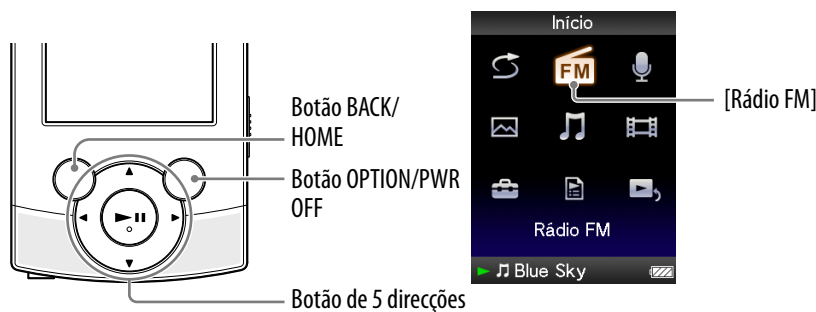 Botão BACK/
HOME
Botão OPTION/PWR
OFF
Botão de 5 direcções
Início
FM
[Rádio FM]
Rádio FM
Blue Sky